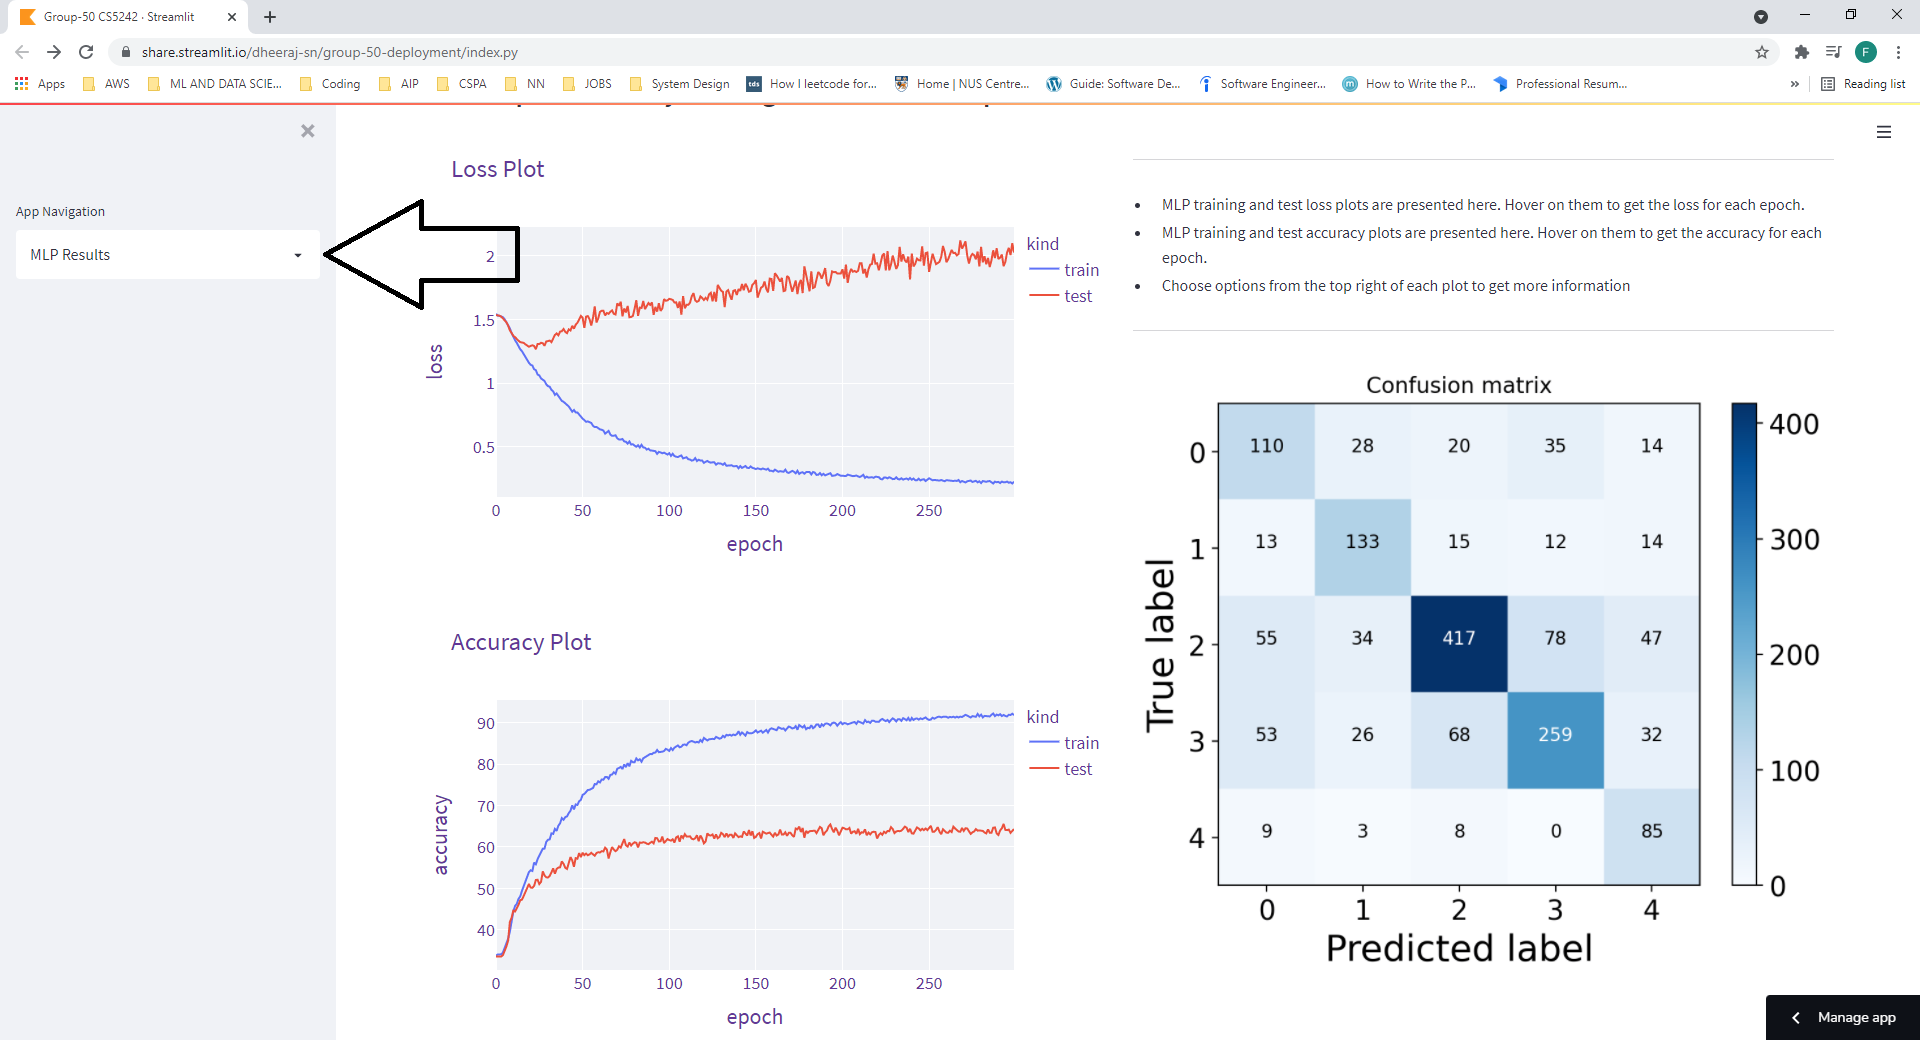 Group-50 CS5242 · Streamlit
share.streamlit.io/dheeraj-sn/group-50-deployment/index.py
F
Apps
AWS
ML AND DATA SCIE...
Coding
AIP
CSPA
NN
JOBS
System Design
tds
How I leetcode for...
Home | NUS Centre...
Guide: Software De...
Software Engineer...
m
How to Write the P...
Professional Resum...
»
Reading list
App Navigation
MLP Results
Loss Plot
2
1.5
1
0.5
loss
0 50 100 150 200 250
epoch
kind
train
test
Accuracy Plot
90
80
70
60
50
40
accuracy
0 50 100 150 200 250
epoch
kind
train
test
• MLP training and test loss plots are presented here. Hover on them to get the loss for each epoch.
• MLP training and test accuracy plots are presented here. Hover on them to get the accuracy for each
epoch.
• Choose options from the top right of each plot to get more information
Confusion matrix
True label
0 110 28 20 35 14
1 13 133 15 12 14
2 55 34 417 78 47
3 53 26 68 259 32
4 9 3 8 0 85
0 1 2 3 4
Predicted label
400
300
200
100
0
Manage app